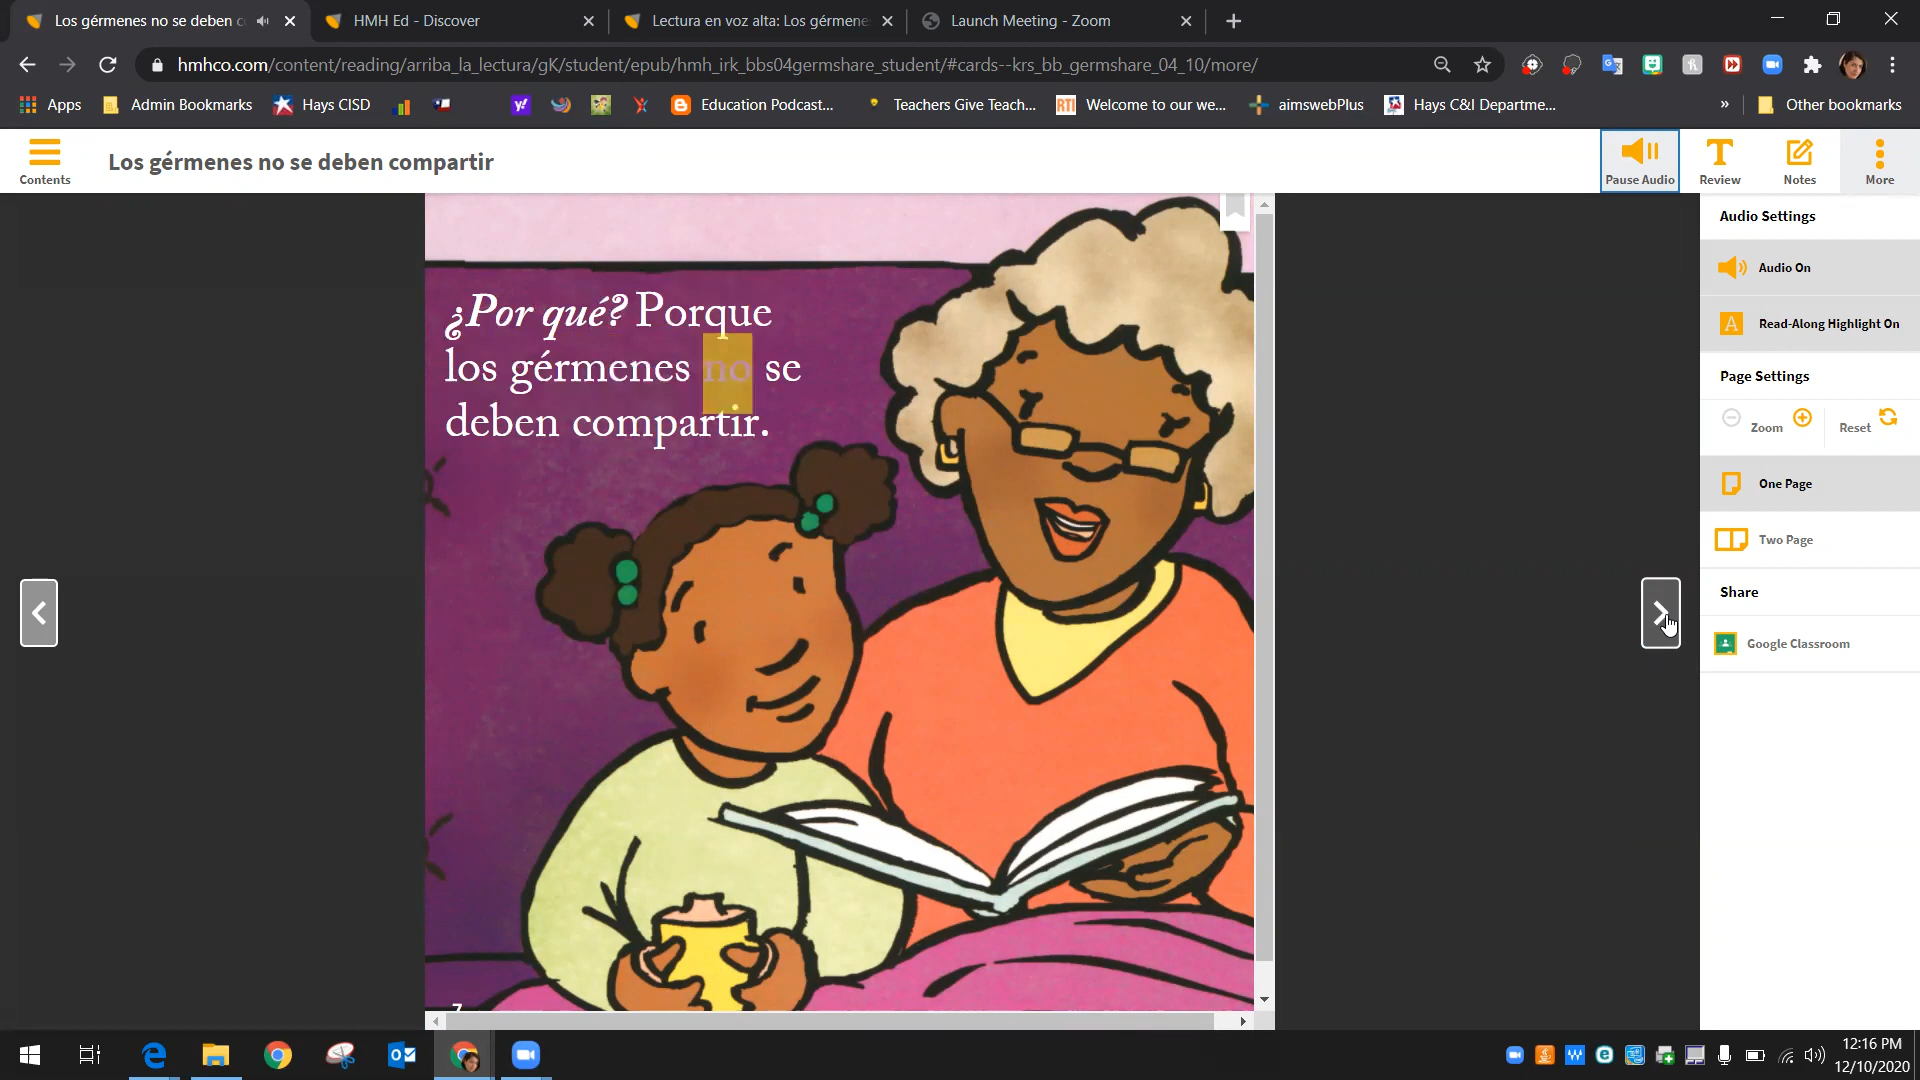 Los gérmenes no se deben c
HMH Ed - Discover
Lectura en voz alta: Los gérmene
Launch Meeting - Zoom
hmhco.com/content/reading/arriba_la_lectura/gK/student/epub/hmh_irk_bbs04germshare_student/#cards--krs_bb_germshare_04_10/more/
Apps
Admin Bookmarks
Hays CISD
Education Podcast...
Teachers Give Teach...
RTI
Welcome to our we...
aimswebPlus
Hays C&I Departme...
»
Other bookmarks
Contents
Los gérmenes no se deben compartir
Pause Audio
Review
Notes
More
¿Por qué? Porque
los gérmenes no se
deben compartir.
7
Audio Settings
Audio On
A Read-Along Highlight On
Page Settings
Zoom
Reset
One Page
Two Page
Share
Google Classroom
12:16 PM
12/10/2020